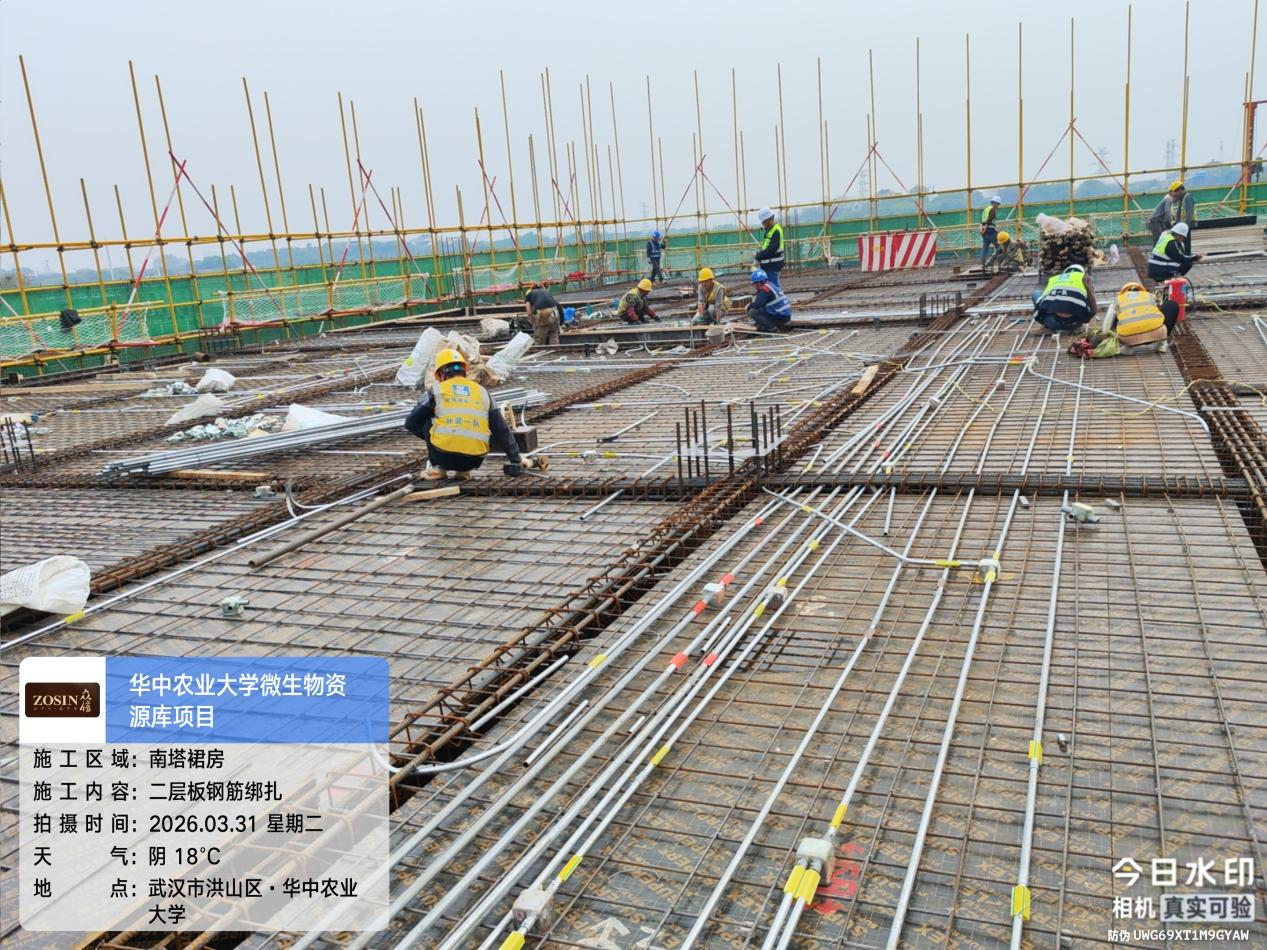 ZOSIN 众信
华中农业大学微生物资
源库项目
施工区域：南塔裙房
施工内容：二层板钢筋绑扎
拍摄时间：2026.03.31 星期二
天气：阴 18°C
地点：武汉市洪山区·华中农业
大学
今日水印
相机 真实可验
防伪 UWG69XT1M9GYAW